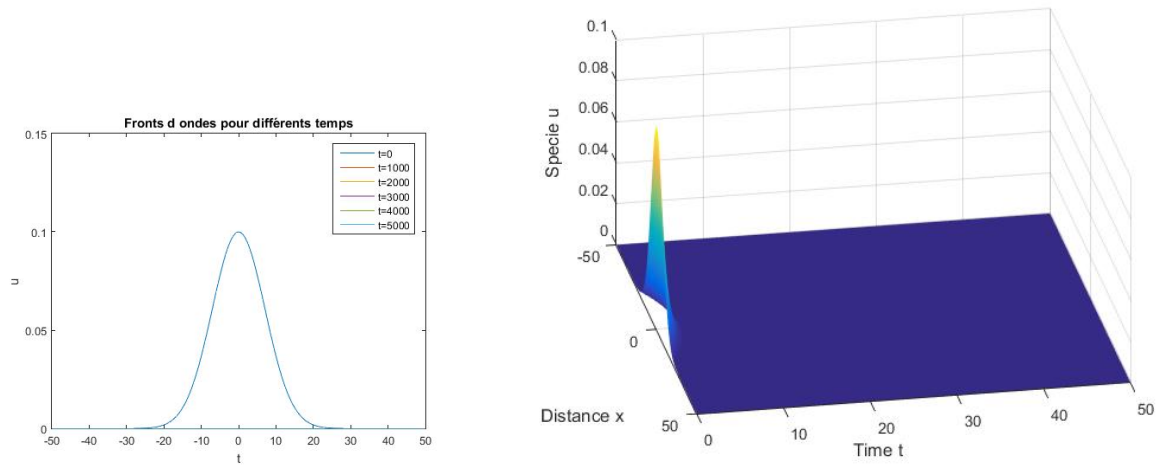 Fronts d ondes pour différents temps
0.15
0.1
0.05
0
u
-50 -40 -30 -20 -10 0 10 20 30 40 50
t
t=0
t=1000
t=2000
t=3000
t=4000
t=5000
0.1
0.08
0.06
0.04
0.02
0
Specie u
-50
0
50
Distance x
0 10 20 30 40 50
Time t